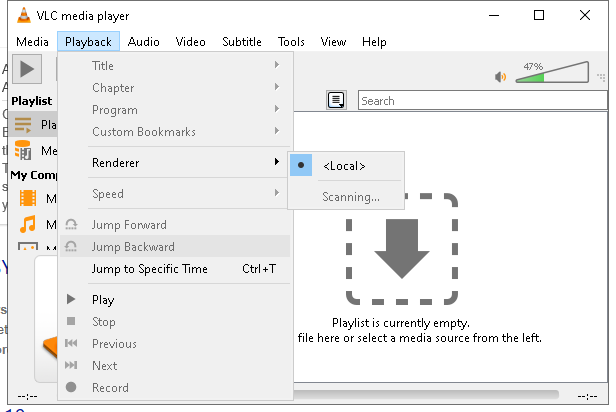 VLC media player
Media Playback Audio Video Subtitle Tools View Help
47%
Playlist
Search
Pla
Me
My Comp
M
M
M
Title
Chapter
Program
Custom Bookmarks
Renderer
<Local>
Scanning...
Speed
Jump Forward
Jump Backward
Jump to Specific Time Ctrl+T
Play
Stop
Previous
Next
Record
Playlist is currently empty.
file here or select a media source from the left.
--:-- --:--